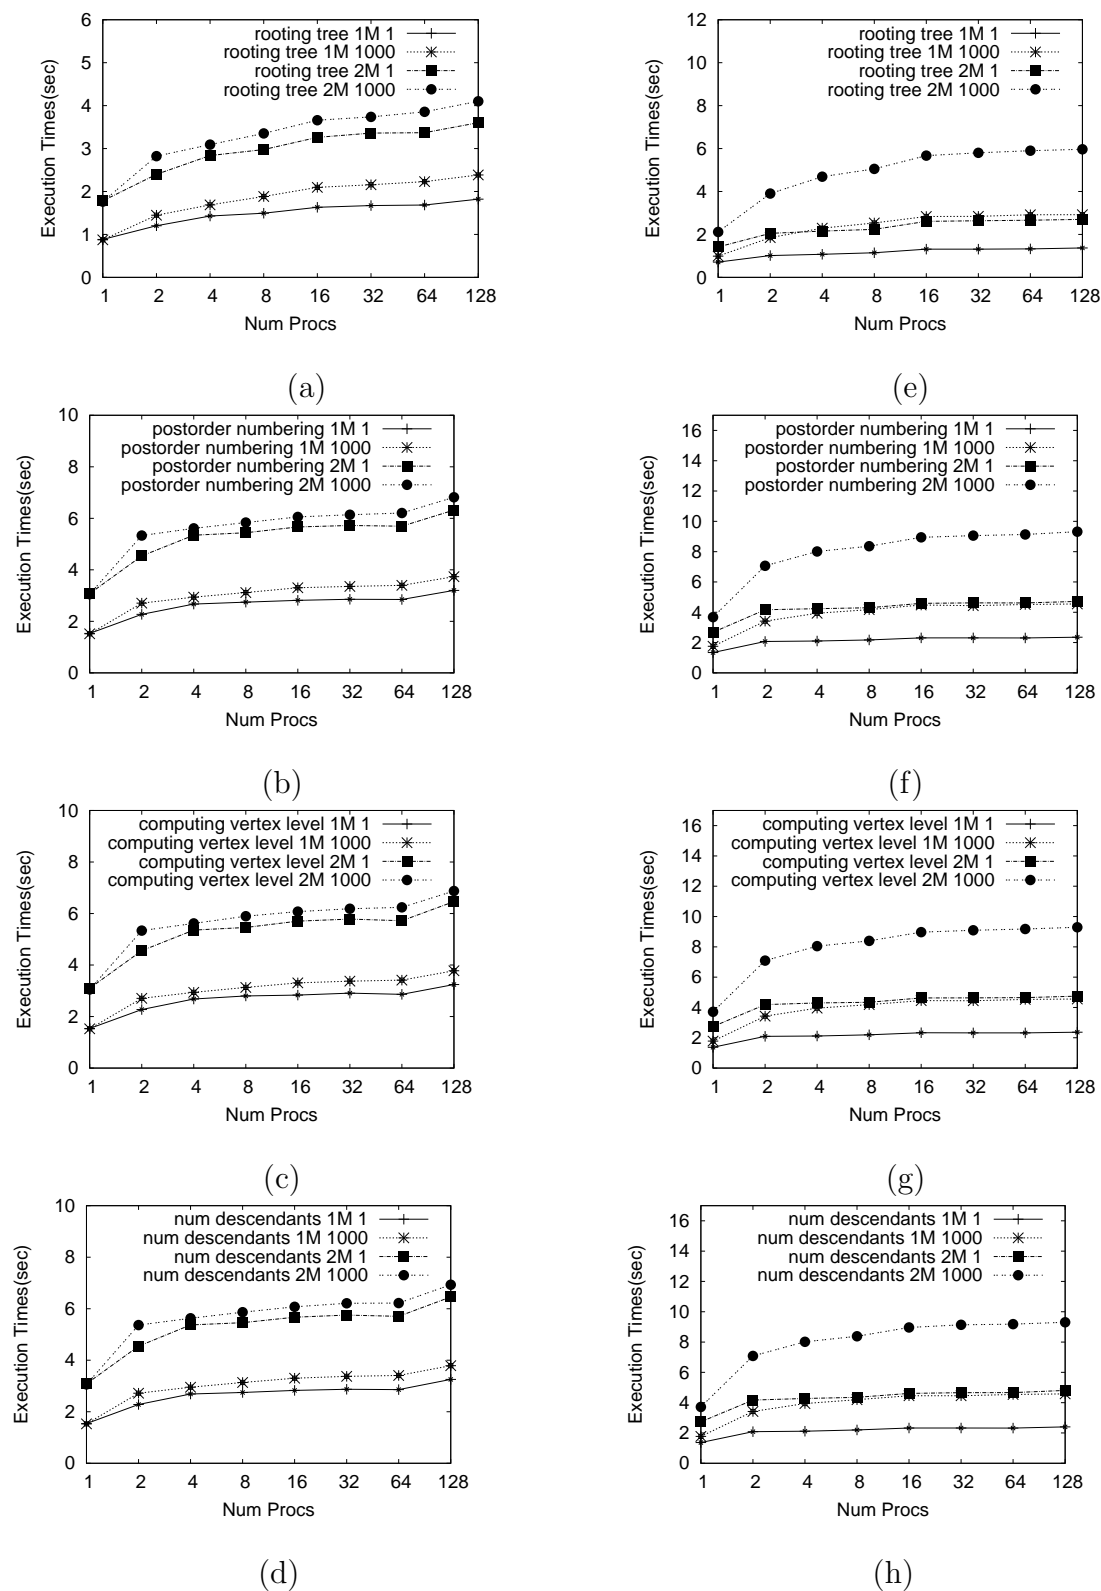 6
5
4
3
2
1
0
1 2 4 8 16 32 64 128
Execution Times(sec)
Num Procs
rooting tree 1M 1
rooting tree 1M 1000
rooting tree 2M 1
rooting tree 2M 1000
(a)
12
10
8
6
4
2
0
1 2 4 8 16 32 64 128
Execution Times(sec)
Num Procs
rooting tree 1M 1
rooting tree 1M 1000
rooting tree 2M 1
rooting tree 2M 1000
(e)
10
8
6
4
2
0
1 2 4 8 16 32 64 128
Execution Times(sec)
Num Procs
postorder numbering 1M 1
postorder numbering 1M 1000
postorder numbering 2M 1
postorder numbering 2M 1000
(b)
16
14
12
10
8
6
4
2
0
1 2 4 8 16 32 64 128
Execution Times(sec)
Num Procs
postorder numbering 1M 1
postorder numbering 1M 1000
postorder numbering 2M 1
postorder numbering 2M 1000
(f)
10
8
6
4
2
0
1 2 4 8 16 32 64 128
Execution Times(sec)
Num Procs
computing vertex level 1M 1
computing vertex level 1M 1000
computing vertex level 2M 1
computing vertex level 2M 1000
(c)
16
14
12
10
8
6
4
2
0
1 2 4 8 16 32 64 128
Execution Times(sec)
Num Procs
computing vertex level 1M 1
computing vertex level 1M 1000
computing vertex level 2M 1
computing vertex level 2M 1000
(g)
10
8
6
4
2
0
1 2 4 8 16 32 64 128
Execution Times(sec)
Num Procs
num descendants 1M 1
num descendants 1M 1000
num descendants 2M 1
num descendants 2M 1000
(d)
16
14
12
10
8
6
4
2
0
1 2 4 8 16 32 64 128
Execution Times(sec)
Num Procs
num descendants 1M 1
num descendants 1M 1000
num descendants 2M 1
num descendants 2M 1000
(h)